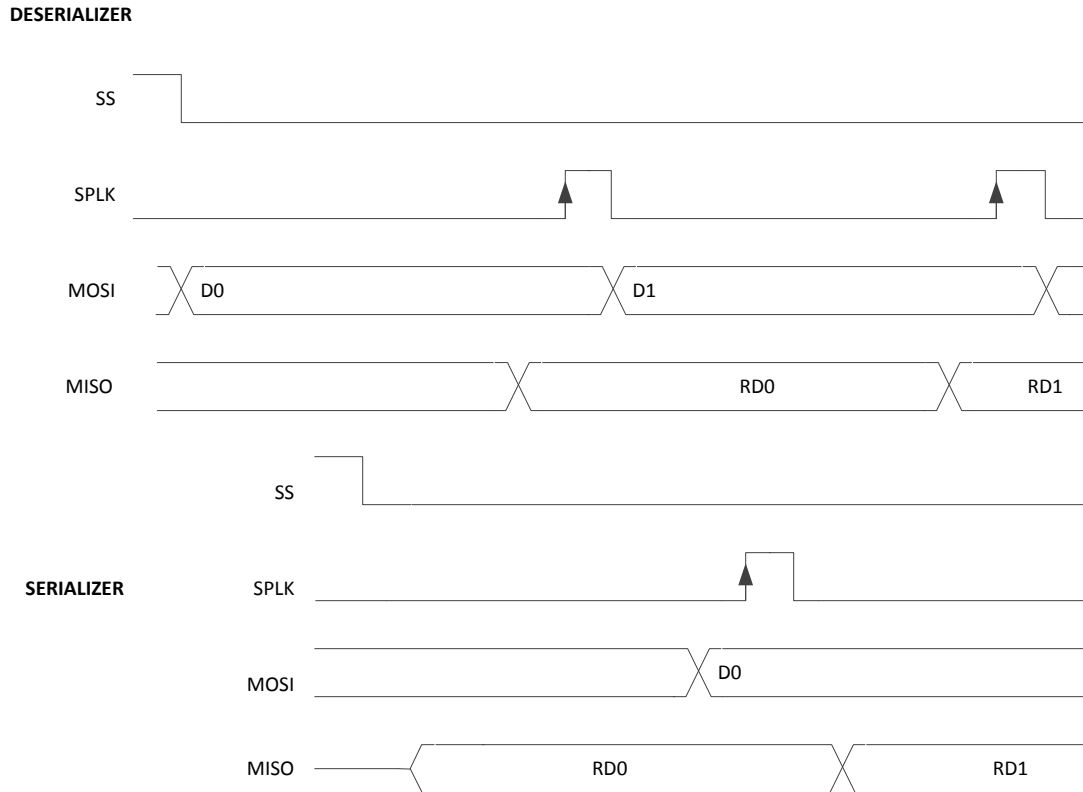 DESERIALIZER
SS
SPLK
MOSI D0 D1
MISO RD0 RD1
SS
SERIALIZER SPLK
MOSI D0
MISO RD0 RD1